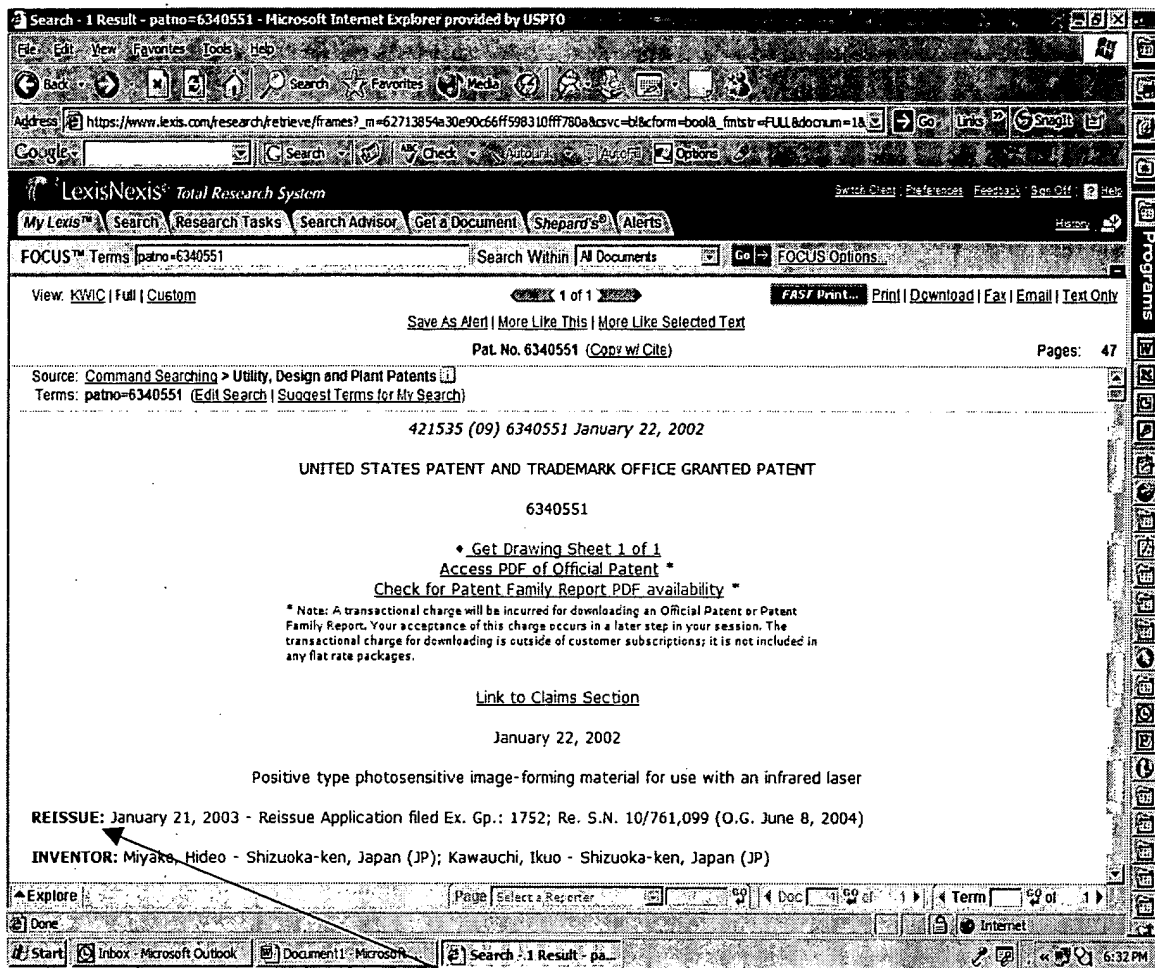 Search - 1 Result - patno=6340551 - Microsoft Internet Explorer provided by USPTO
File Edit View Favorites Tools Help
Back Search Favorites Media
Address https://www.lexis.com/research/retrieve/frames?_m=62713854a30e90c66ff598310fff780a&csvc=bl&cform=bool&_fmtstr=FULL&docnum=1& Go Links » SnagIt
Google Search ABC Check AutoLink AutoFill Options
LexisNexis® Total Research System Switch Client | Preferences | Feedback | Sign Off | ? Help
My Lexis™ Search Research Tasks Search Advisor Get a Document Shepard's® Alerts History
FOCUS™ Terms patno=6340551 Search Within All Documents Go FOCUS Options...
View: KWIC | Full | Custom 1 of 1 FAST Print... Print | Download | Fax | Email | Text Only
Save As Alert | More Like This | More Like Selected Text
Pat. No. 6340551 (Copy w/ Cite) Pages: 47
Source: Command Searching > Utility, Design and Plant Patents i
Terms: patno=6340551 (Edit Search | Suggest Terms for My Search)
421535 (09) 6340551 January 22, 2002
UNITED STATES PATENT AND TRADEMARK OFFICE GRANTED PATENT
6340551
♦ Get Drawing Sheet 1 of 1
Access PDF of Official Patent *
Check for Patent Family Report PDF availability *
* Note: A transactional charge will be incurred for downloading an Official Patent or Patent
Family Report. Your acceptance of this charge occurs in a later step in your session. The
transactional charge for downloading is outside of customer subscriptions; it is not included in
any flat rate packages.
Link to Claims Section
January 22, 2002
Positive type photosensitive image-forming material for use with an infrared laser
REISSUE: January 21, 2003 - Reissue Application filed Ex. Gp.: 1752; Re. S.N. 10/761,099 (O.G. June 8, 2004)
INVENTOR: Miyake, Hideo - Shizuoka-ken, Japan (JP); Kawauchi, Ikuo - Shizuoka-ken, Japan (JP)
Explore Page Select a Reporter Go Doc 1 Go of 1 Term Go of 1
Done Internet
Start Inbox - Microsoft Outlook Document1 - Microsoft... Search - 1 Result - pa... « 6:32 PM
Programs